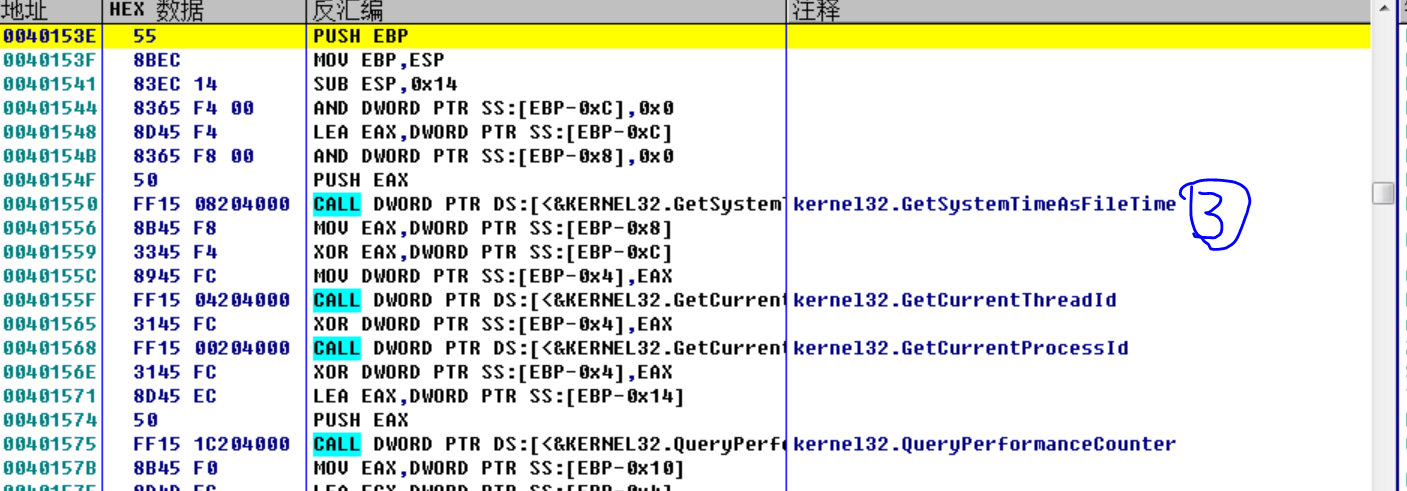 地址 HEX 数据 反汇编 注释
0040153E 55 PUSH EBP
0040153F 8BEC MOV EBP,ESP
00401541 83EC 14 SUB ESP,0x14
00401544 8365 F4 00 AND DWORD PTR SS:[EBP-0xC],0x0
00401548 8D45 F4 LEA EAX,DWORD PTR SS:[EBP-0xC]
0040154B 8365 F8 00 AND DWORD PTR SS:[EBP-0x8],0x0
0040154F 50 PUSH EAX
00401550 FF15 08204000 CALL DWORD PTR DS:[<&KERNEL32.GetSystem kernel32.GetSystemTimeAsFileTime 3
00401556 8B45 F8 MOV EAX,DWORD PTR SS:[EBP-0x8]
00401559 3345 F4 XOR EAX,DWORD PTR SS:[EBP-0xC]
0040155C 8945 FC MOV DWORD PTR SS:[EBP-0x4],EAX
0040155F FF15 04204000 CALL DWORD PTR DS:[<&KERNEL32.GetCurren kernel32.GetCurrentThreadId
00401565 3145 FC XOR DWORD PTR SS:[EBP-0x4],EAX
00401568 FF15 00204000 CALL DWORD PTR DS:[<&KERNEL32.GetCurren kernel32.GetCurrentProcessId
0040156E 3145 FC XOR DWORD PTR SS:[EBP-0x4],EAX
00401571 8D45 EC LEA EAX,DWORD PTR SS:[EBP-0x14]
00401574 50 PUSH EAX
00401575 FF15 1C204000 CALL DWORD PTR DS:[<&KERNEL32.QueryPerf kernel32.QueryPerformanceCounter
0040157B 8B45 F0 MOV EAX,DWORD PTR SS:[EBP-0x10]